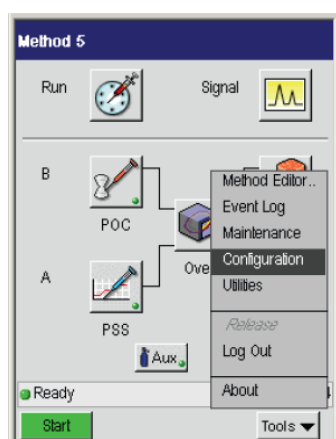 Method 5
Run
Signal
B
POC
A
PSS
Ove
Aux
Method Editor..
Event Log
Maintenance
Configuration
Utilities
Release
Log Out
About
Ready
4
Start
Tools